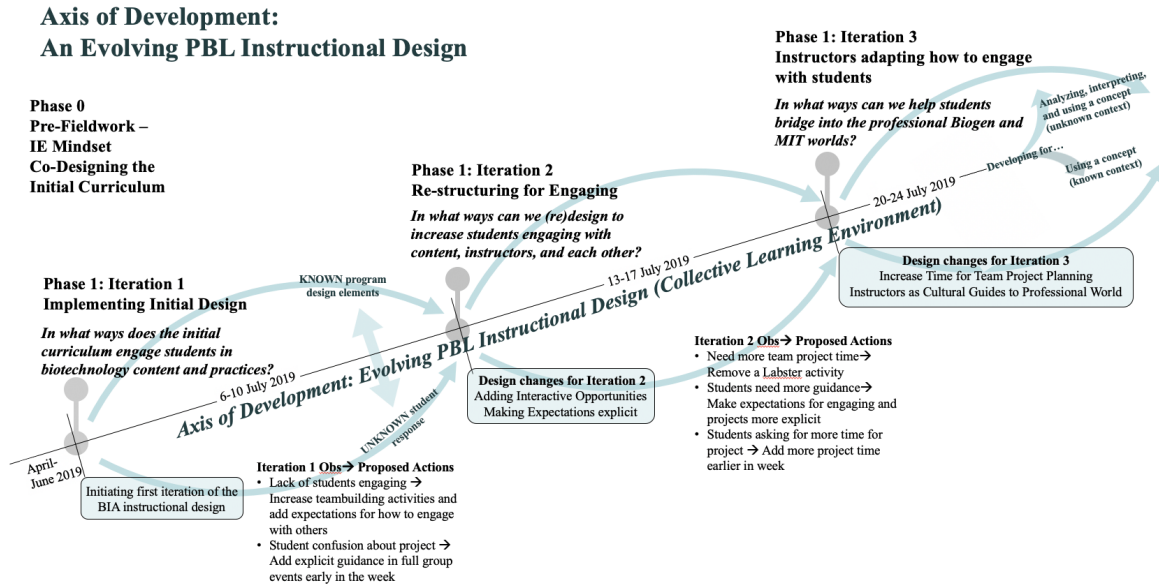 Axis of Development:
An Evolving PBL Instructional Design
Phase 0
Pre-Fieldwork –
IE Mindset
Co-Designing the
Initial Curriculum
Phase 1: Iteration 1
Implementing Initial Design
In what ways does the initial
curriculum engage students in
biotechnology content and practices?
April-
June 2019
Initiating first iteration of the
BIA instructional design
6-10 July 2019
KNOWN program
design elements
UNKNOWN student
response
Iteration 1 Obs→ Proposed Actions
• Lack of students engaging →
Increase teambuilding activities and
add expectations for how to engage
with others
• Student confusion about project →
Add explicit guidance in full group
events early in the week
Axis of Development: Evolving PBL Instructional Design (Collective Learning Environment)
Phase 1: Iteration 2
Re-structuring for Engaging
In what ways can we (re)design to
increase students engaging with
content, instructors, and each other?
Design changes for Iteration 2
Adding Interactive Opportunities
Making Expectations explicit
13-17 July 2019
Iteration 2 Obs→ Proposed Actions
• Need more team project time→
Remove a Labster activity
• Students need more guidance→
Make expectations for engaging and
projects more explicit
• Students asking for more time for
project → Add more project time
earlier in week
Phase 1: Iteration 3
Instructors adapting how to engage
with students
In what ways can we help students
bridge into the professional Biogen and
MIT worlds?
20-24 July 2019
Design changes for Iteration 3
Increase Time for Team Project Planning
Instructors as Cultural Guides to Professional World
Developing for…
Analyzing, interpreting,
and using a concept
(unknown context)
Using a concept
(known context)